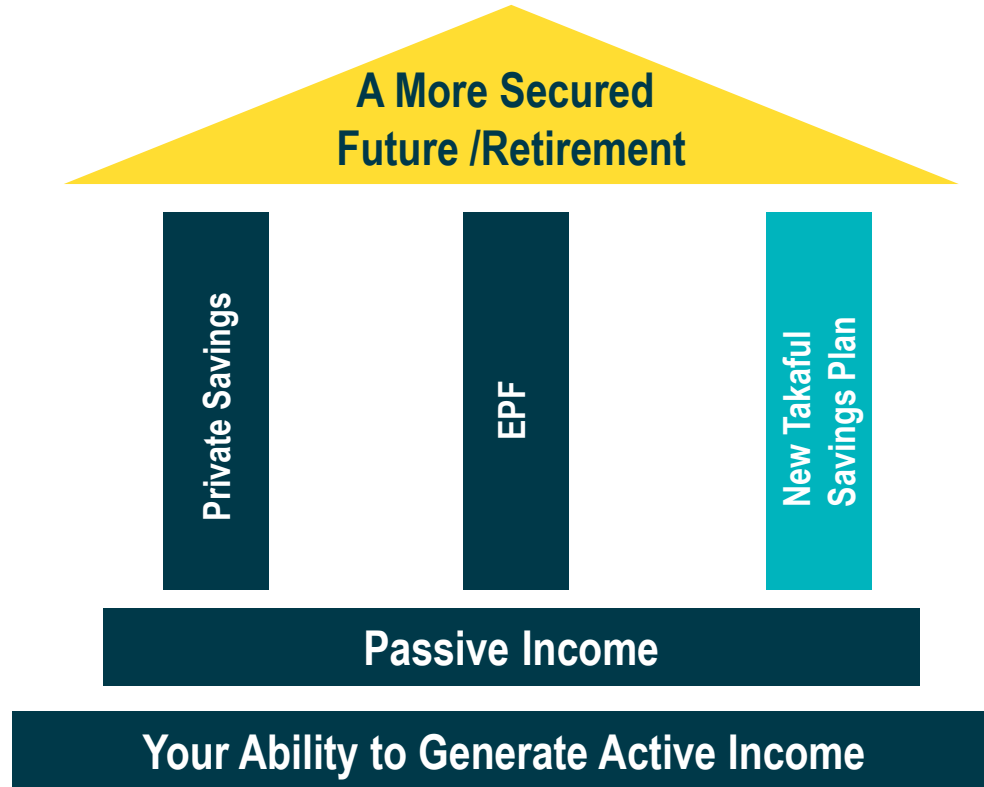 A More Secured
Future /Retirement
Private Savings
EPF
New Takaful
Savings Plan
Passive Income
Your Ability to Generate Active Income